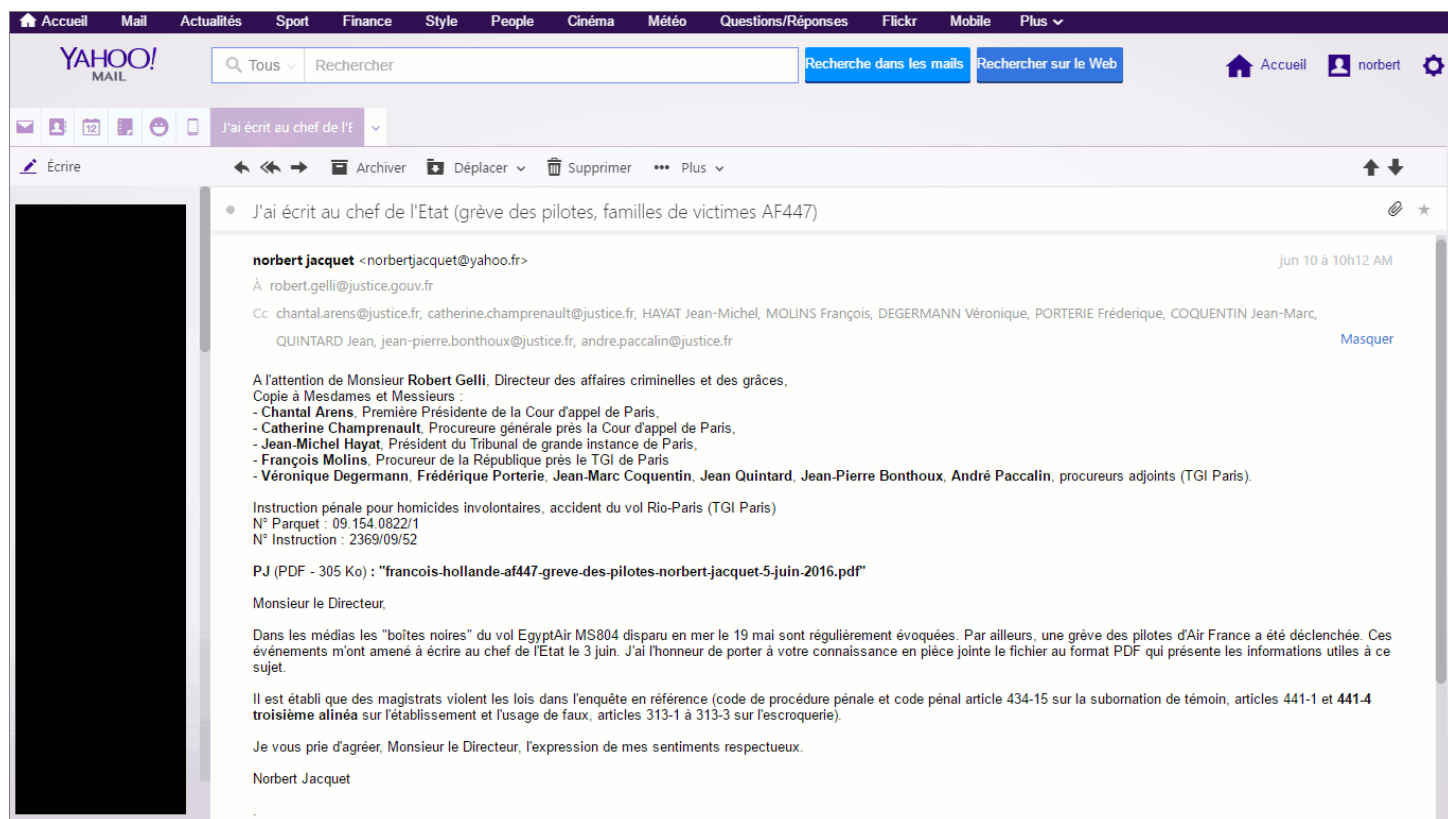 Accueil Mail Actualités Sport Finance Style People Cinéma Météo Questions/Réponses Flickr Mobile Plus
YAHOO!
MAIL
Tous Rechercher Recherche dans les mails Rechercher sur le Web Accueil norbert
12 J'ai écrit au chef de l'E
Écrire Archiver Déplacer Supprimer ••• Plus
J'ai écrit au chef de l'Etat (grève des pilotes, familles de victimes AF447)
norbert jacquet <norbertjacquet@yahoo.fr> jun 10 à 10h12 AM
À robert.gelli@justice.gouv.fr
Cc chantal.arens@justice.fr, catherine.champrenault@justice.fr, HAYAT Jean-Michel, MOLINS François, DEGERMANN Véronique, PORTERIE Fréderique, COQUENTIN Jean-Marc,
QUINTARD Jean, jean-pierre.bonthoux@justice.fr, andre.paccalin@justice.fr Masquer
A l'attention de Monsieur Robert Gelli, Directeur des affaires criminelles et des grâces,
Copie à Mesdames et Messieurs :
- Chantal Arens, Première Présidente de la Cour d'appel de Paris,
- Catherine Champrenault, Procureure générale près la Cour d'appel de Paris,
- Jean-Michel Hayat, Président du Tribunal de grande instance de Paris,
- François Molins, Procureur de la République près le TGI de Paris
- Véronique Degermann, Frédérique Porterie, Jean-Marc Coquentin, Jean Quintard, Jean-Pierre Bonthoux, André Paccalin, procureurs adjoints (TGI Paris).
Instruction pénale pour homicides involontaires, accident du vol Rio-Paris (TGI Paris)
N° Parquet : 09.154.0822/1
N° Instruction : 2369/09/52
PJ (PDF - 305 Ko) : "francois-hollande-af447-greve-des-pilotes-norbert-jacquet-5-juin-2016.pdf"
Monsieur le Directeur,
Dans les médias les "boîtes noires" du vol EgyptAir MS804 disparu en mer le 19 mai sont régulièrement évoquées. Par ailleurs, une grève des pilotes d'Air France a été déclenchée. Ces
événements m'ont amené à écrire au chef de l'Etat le 3 juin. J'ai l'honneur de porter à votre connaissance en pièce jointe le fichier au format PDF qui présente les informations utiles à ce
sujet.
Il est établi que des magistrats violent les lois dans l'enquête en référence (code de procédure pénale et code pénal article 434-15 sur la subornation de témoin, articles 441-1 et 441-4
troisième alinéa sur l'établissement et l'usage de faux, articles 313-1 à 313-3 sur l'escroquerie).
Je vous prie d'agréer, Monsieur le Directeur, l'expression de mes sentiments respectueux.
Norbert Jacquet
.